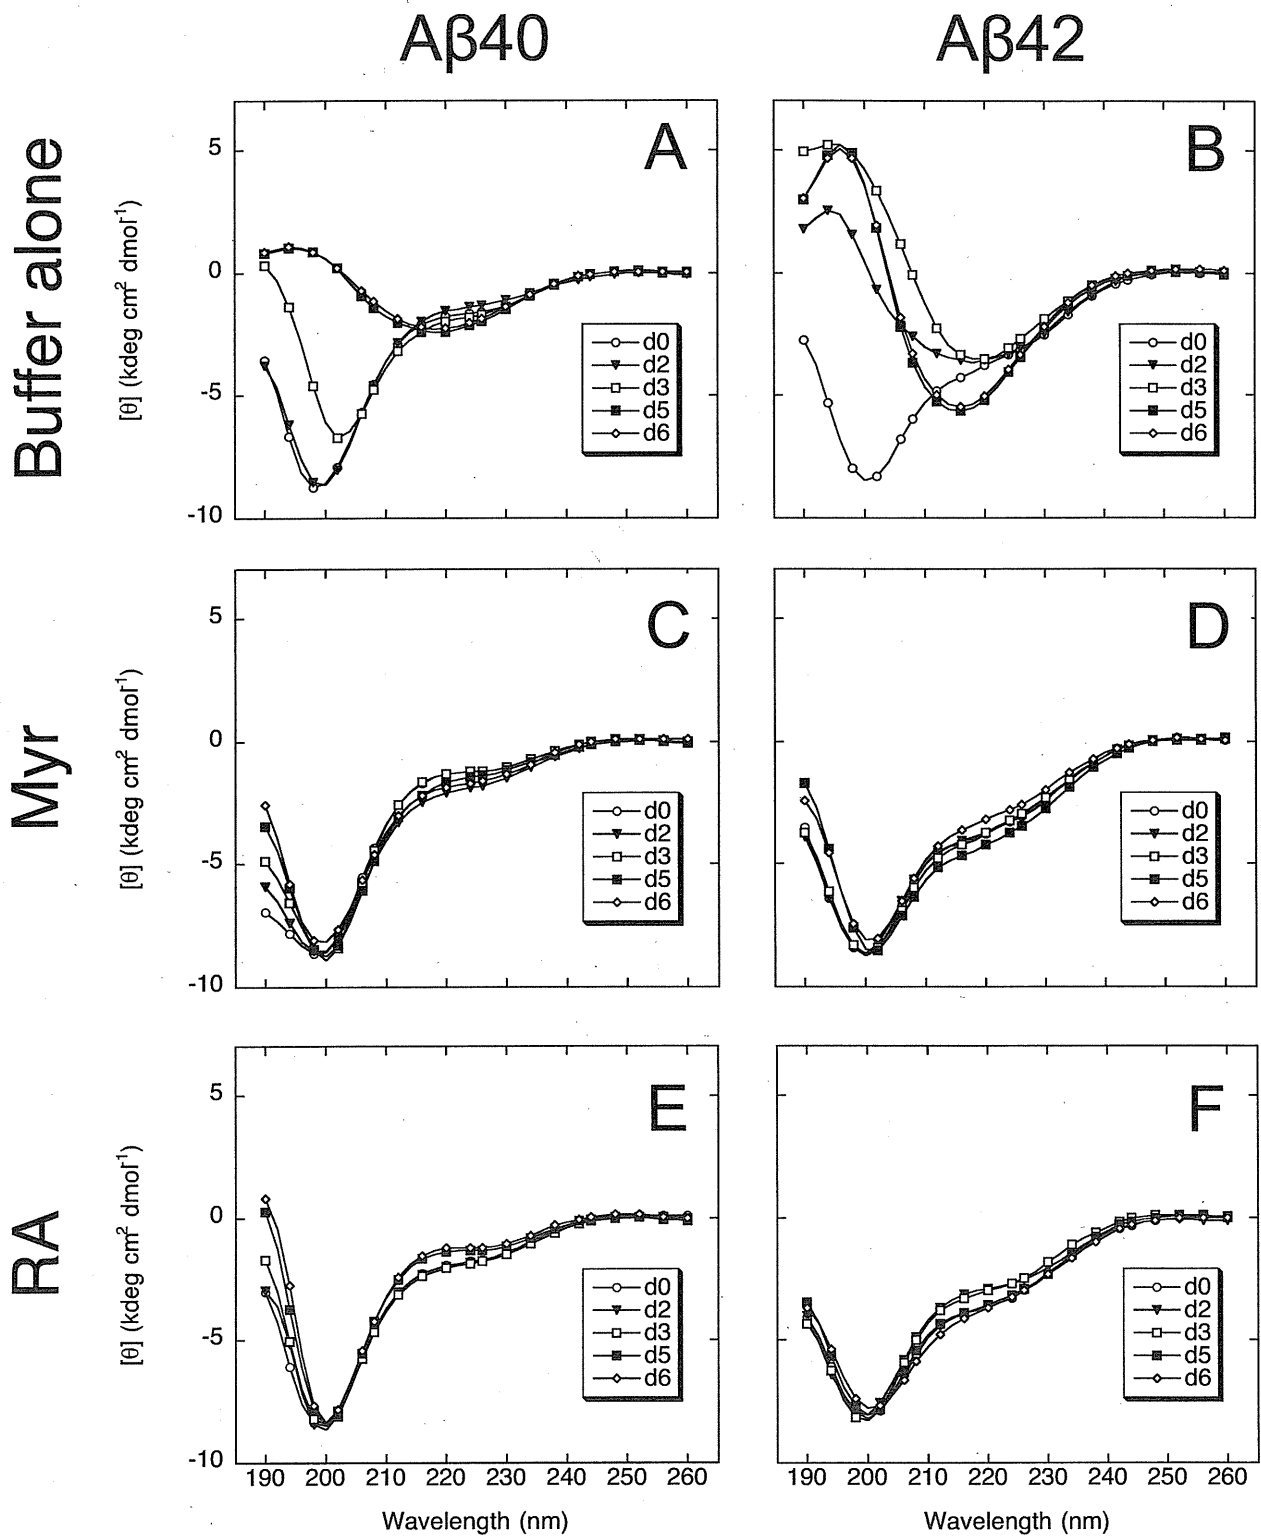 Aβ40 Aβ42
Buffer alone
A
B
[θ] (kdeg cm² dmol⁻¹)
5
0
-5
-10
d0
d2
d3
d5
d6
d0
d2
d3
d5
d6
Myr
C
D
[θ] (kdeg cm² dmol⁻¹)
5
0
-5
-10
d0
d2
d3
d5
d6
d0
d2
d3
d5
d6
RA
E
F
[θ] (kdeg cm² dmol⁻¹)
5
0
-5
-10
d0
d2
d3
d5
d6
d0
d2
d3
d5
d6
190 200 210 220 230 240 250 260
190 200 210 220 230 240 250 260
Wavelength (nm)
Wavelength (nm)